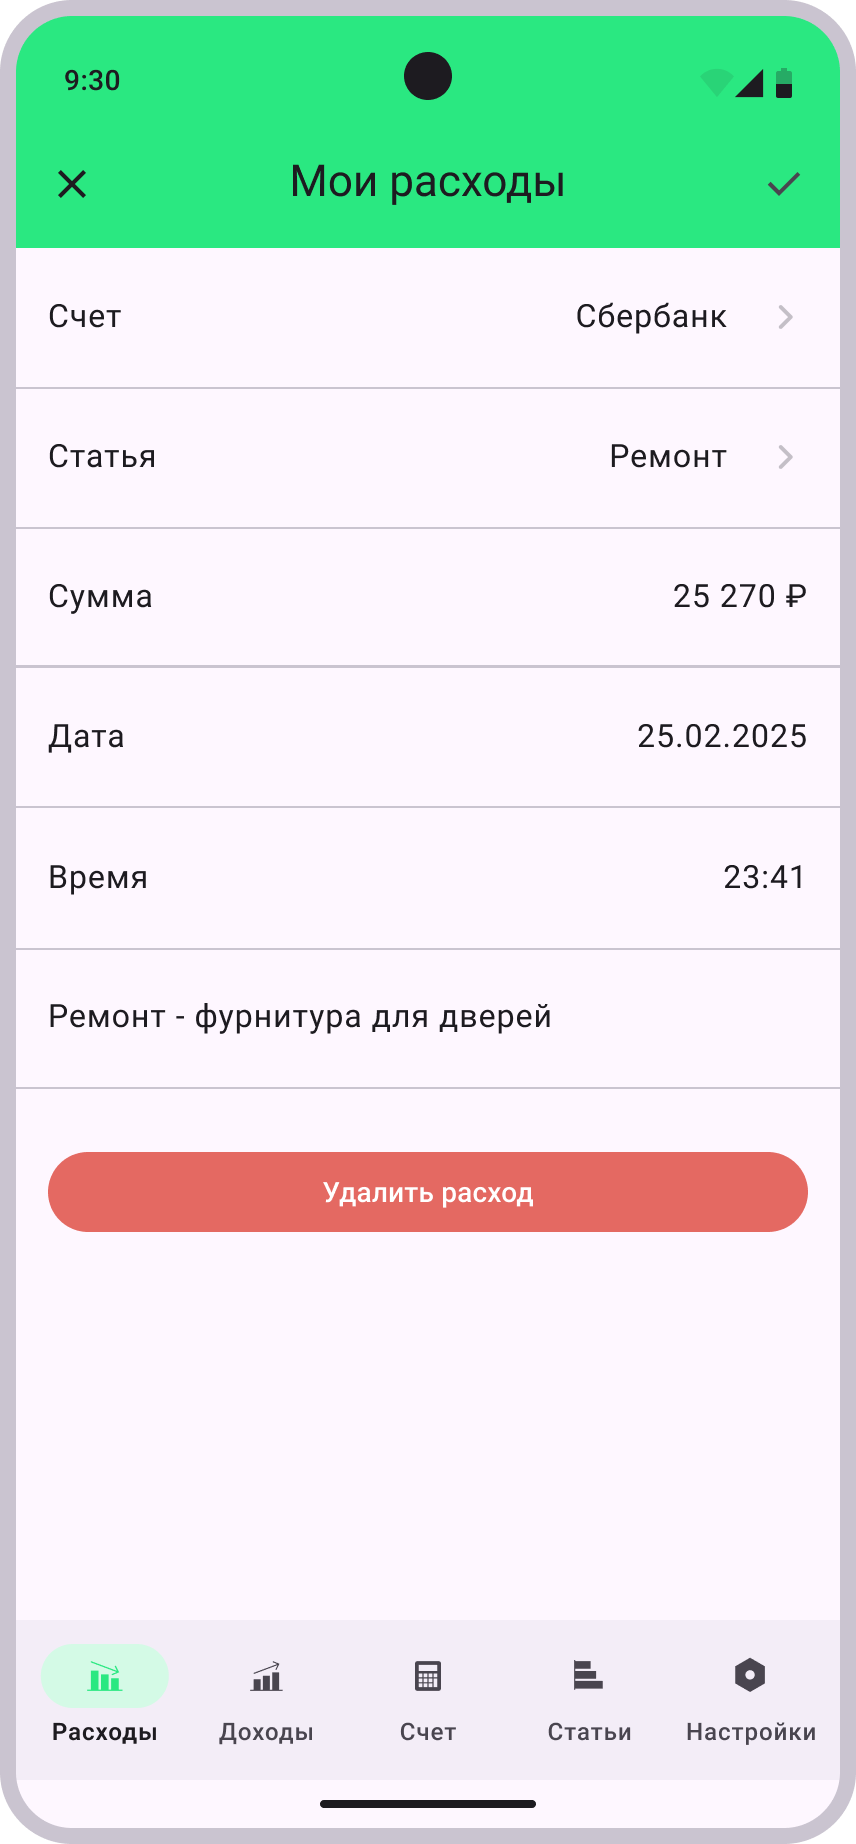 9:30
Мои расходы
Счет Сбербанк
Статья Ремонт
Сумма 25 270 ₽
Дата 25.02.2025
Время 23:41
Ремонт - фурнитура для дверей
Удалить расход
Расходы Доходы Счет Статьи Настройки